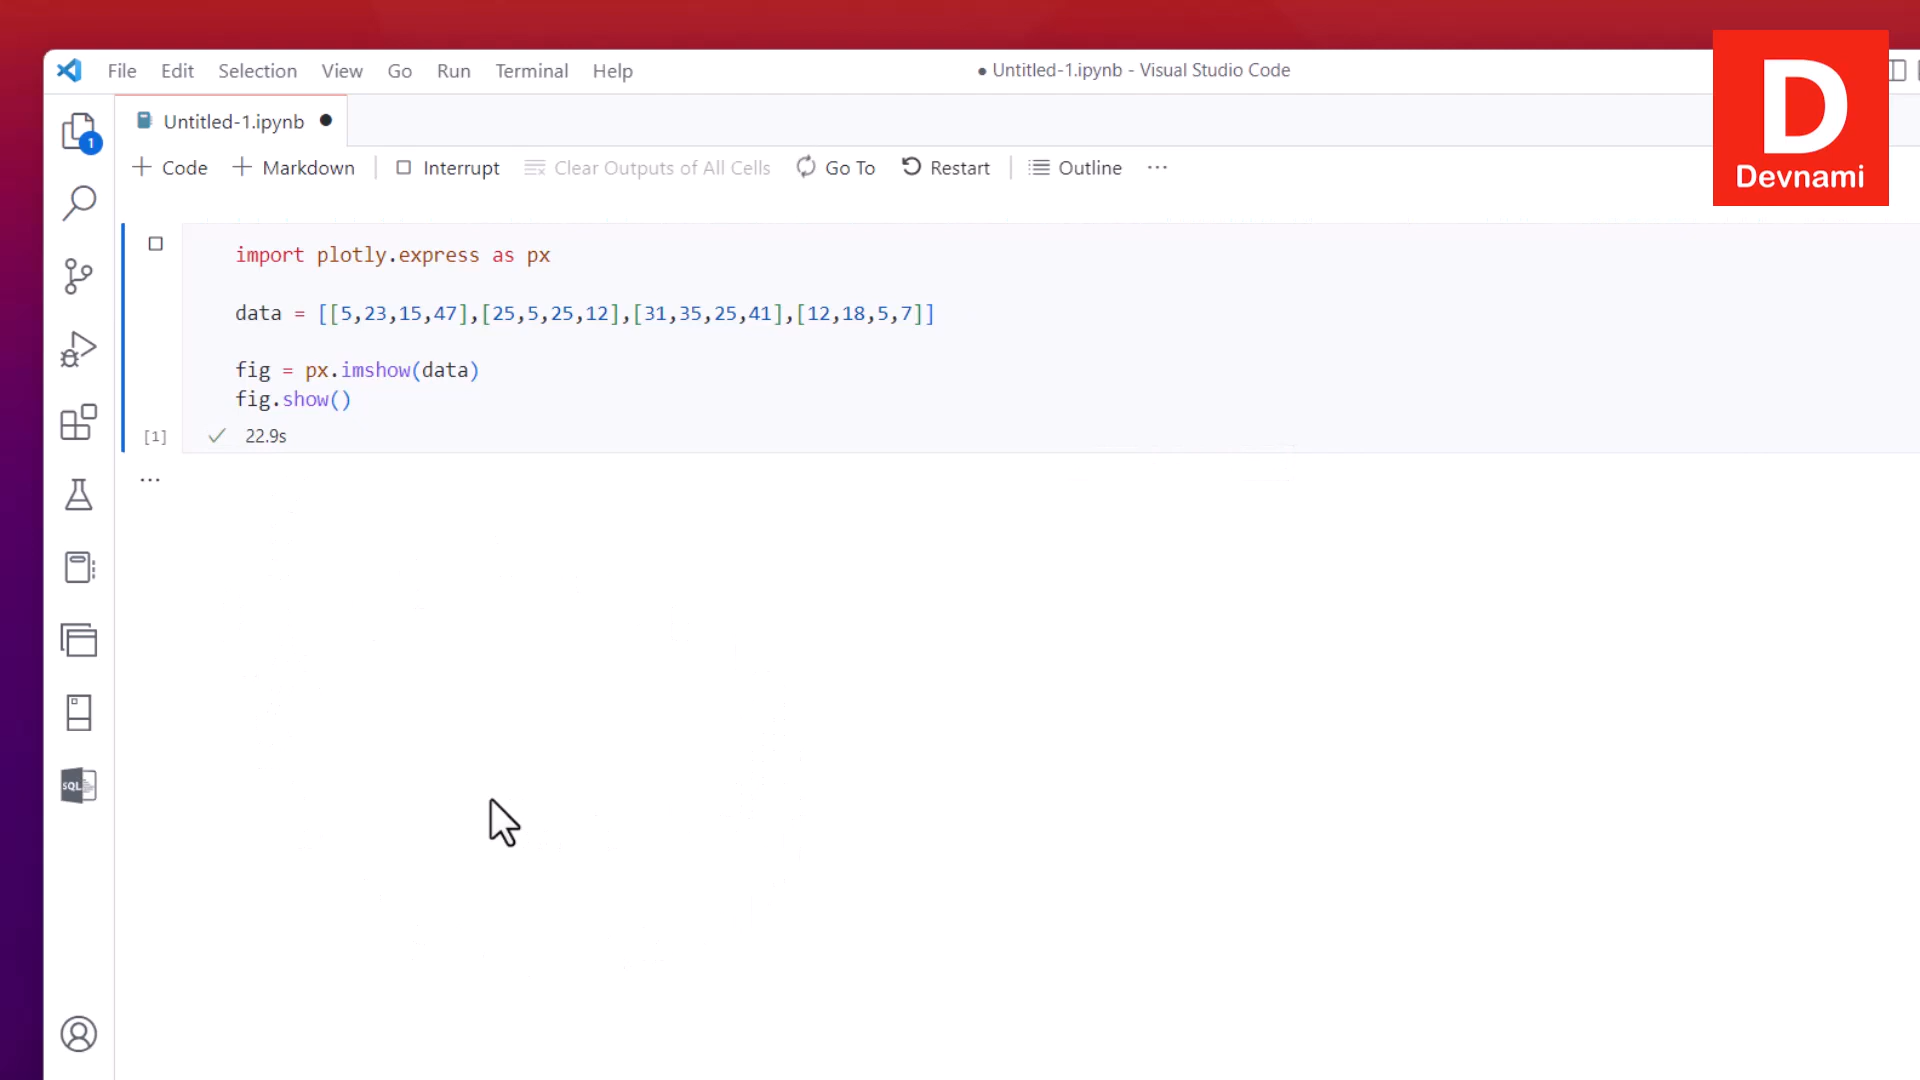 File Edit Selection View Go Run Terminal Help
● Untitled-1.ipynb - Visual Studio Code
D
Devnami
1
Untitled-1.ipynb ●
+ Code + Markdown | Interrupt Clear Outputs of All Cells Go To Restart | Outline ...
import plotly.express as px
data = [[5,23,15,47],[25,5,25,12],[31,35,25,41],[12,18,5,7]]
fig = px.imshow(data)
fig.show()
[1] ✓ 22.9s
...
SQL